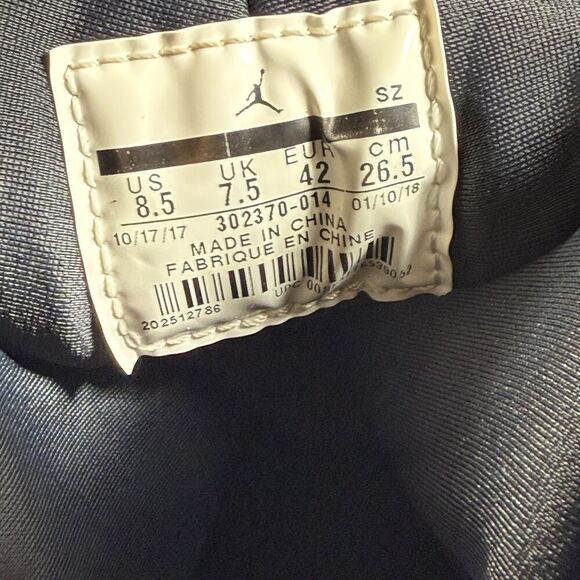 SZ
US UK EUR cm
8.5 7.5 42 26.5
10/17/17 302370-014 01/10/18
MADE IN CHINA
FABRIQUE EN CHINE
202512786 UPC